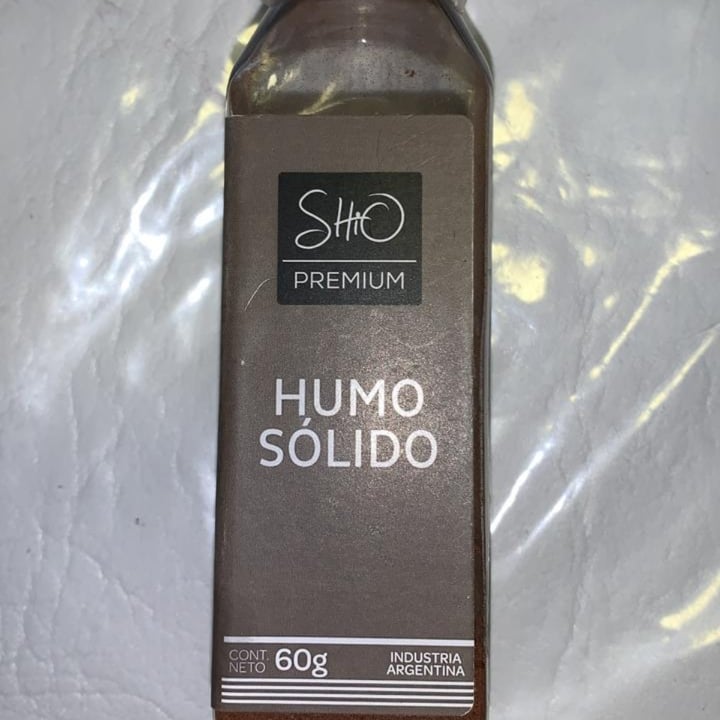 SHiO
PREMIUM
HUMO
SÓLIDO
CONT. NETO 60g
INDUSTRIA ARGENTINA